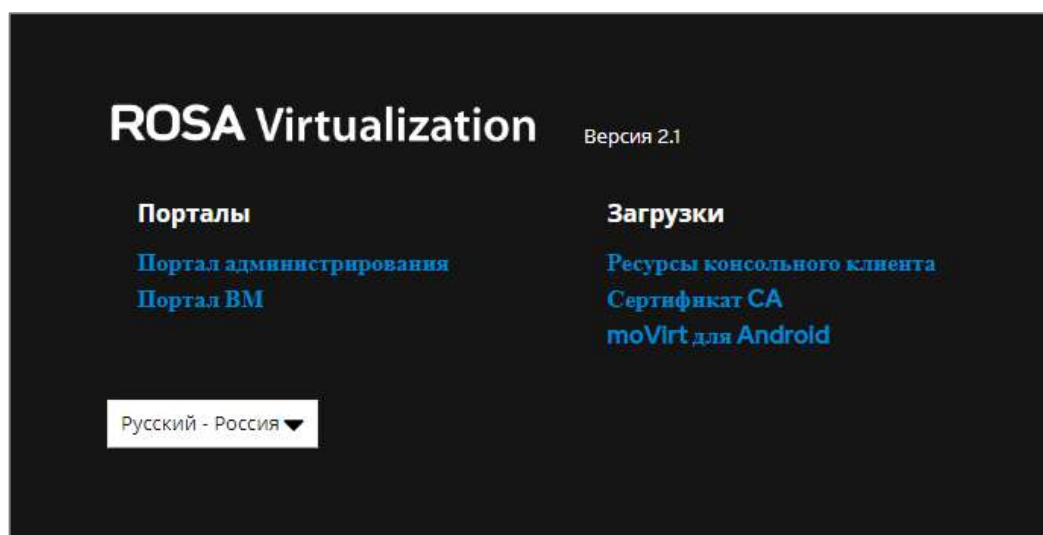 ROSA Virtualization Версия 2.1
Порталы
Портал администрирования
Портал ВМ
Загрузки
Ресурсы консольного клиента
Сертификат CA
moVirt для Android
Русский - Россия